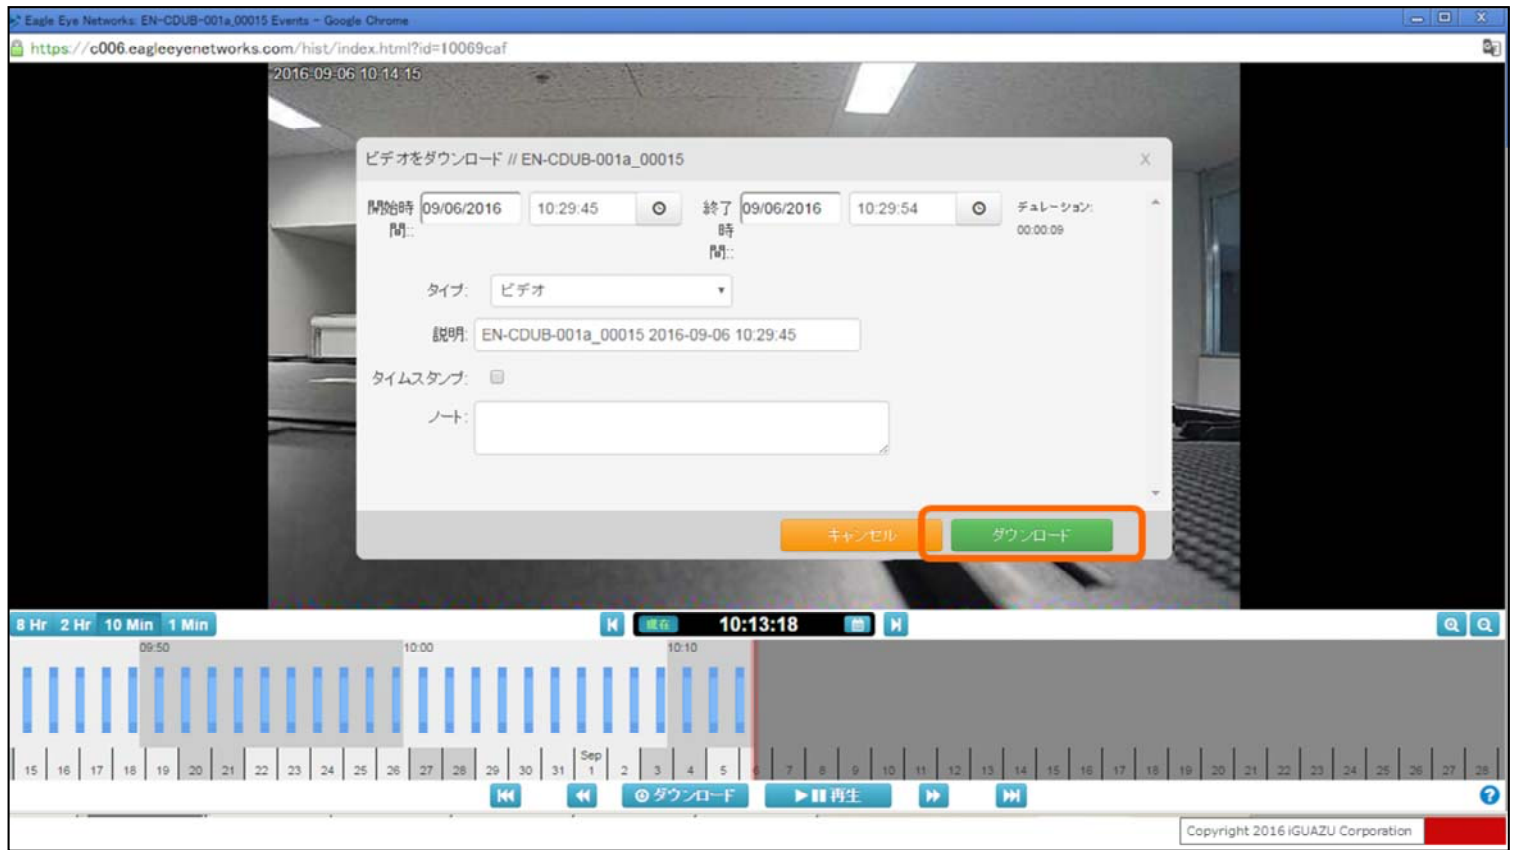 Eagle Eye Networks: EN-CDUB-001a_00015 Events - Google Chrome
https://c006.eagleeyenetworks.com/hist/index.html?id=10069caf
2016-09-06 10:14:15
ビデオをダウンロード // EN-CDUB-001a_00015 X
開始時間:: 09/06/2016 10:29:45 終了時間:: 09/06/2016 10:29:54 デュレーション:
00:00:09
タイプ: ビデオ
説明: EN-CDUB-001a_00015 2016-09-06 10:29:45
タイムスタンプ:
ノート:
キャンセル ダウンロード
8 Hr 2 Hr 10 Min 1 Min 現在 10:13:18
09:50 10:00 10:10
Sep
15 16 17 18 19 20 21 22 23 24 25 26 27 28 29 30 31 1 2 3 4 5 6 7 8 9 10 11 12 13 14 15 16 17 18 19 20 21 22 23 24 25 26 27 28
ダウンロード 再生 ?
Copyright 2016 iGUAZU Corporation